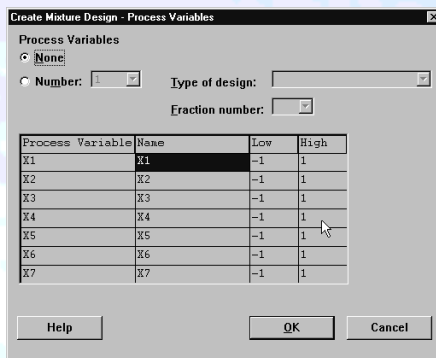 Create Mixture Design - Process Variables
Process Variables
None
Number: 1 Type of design:
Fraction number:
Process Variable Name Low High
X1 X1 -1 1
X2 X2 -1 1
X3 X3 -1 1
X4 X4 -1 1
X5 X5 -1 1
X6 X6 -1 1
X7 X7 -1 1
Help OK Cancel